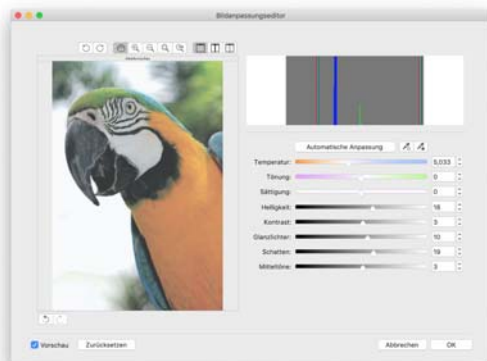 Bildanpassungseditor
Automatische Anpassung
Temperatur: 5,033
Tönung: 0
Sättigung: 0
Helligkeit: 18
Kontrast: 3
Glanzlichter: 10
Schatten: 19
Mitteltöne: 3
Vorschau
Zurücksetzen
Abbrechen
OK